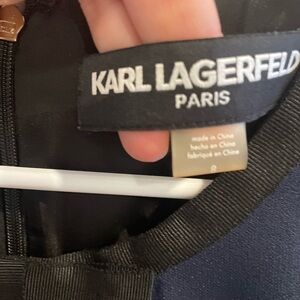 KARL LAGERFELD
PARIS
made in China
hecho en China
fabriqué en Chine